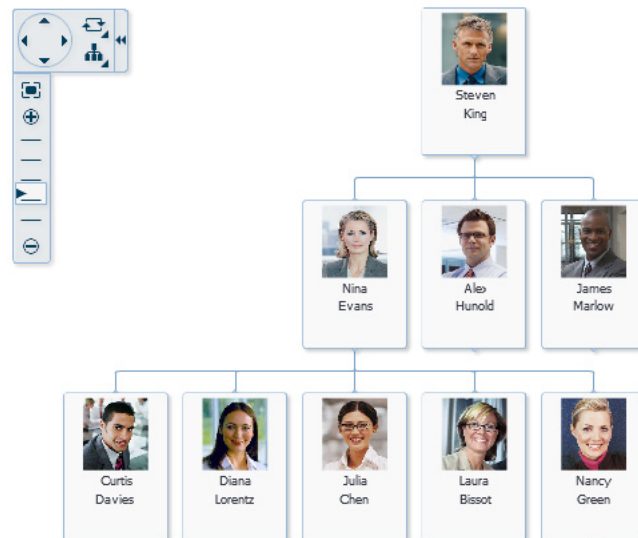 Steven
King
Nina
Evans
Alex
Hunold
James
Marlow
Curtis
Davies
Diana
Lorentz
Julia
Chen
Laura
Bissot
Nancy
Green